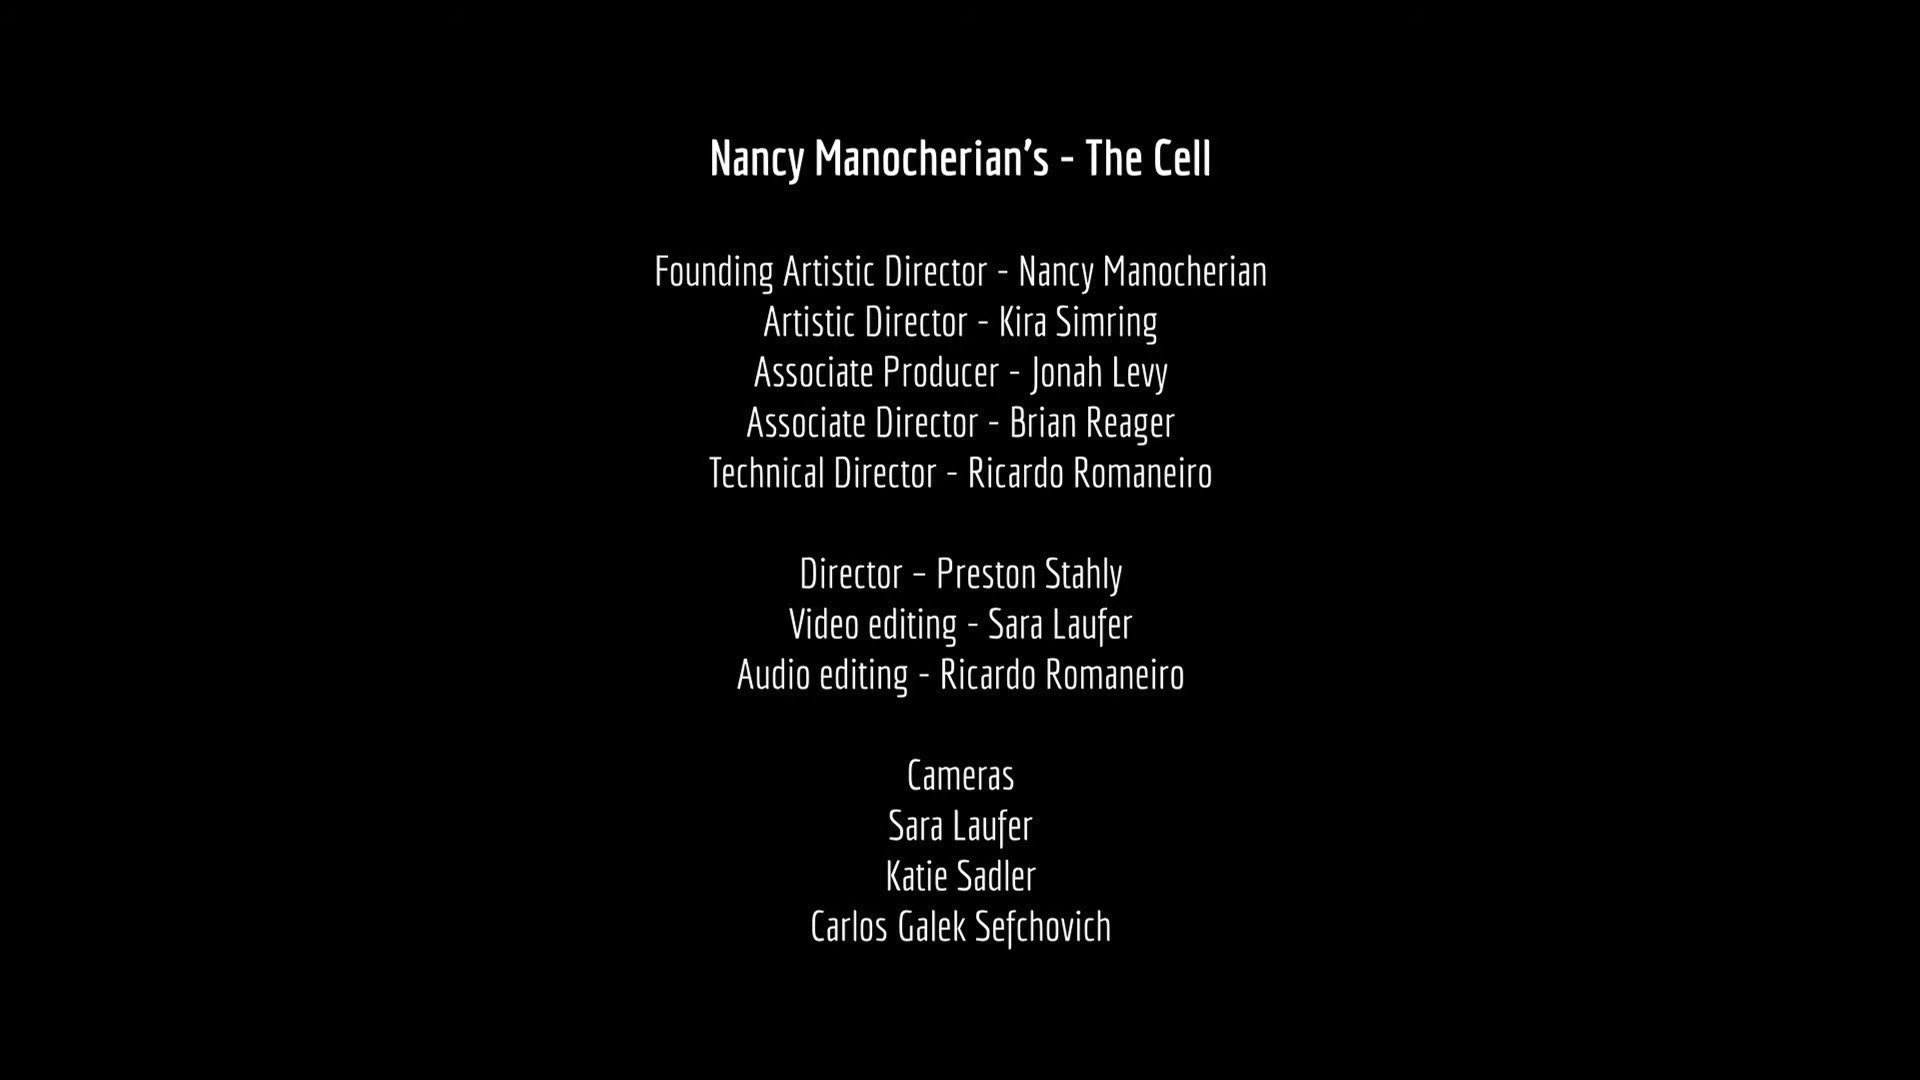 Nancy Manocherian's - The Cell
Founding Artistic Director - Nancy Manocherian
Artistic Director - Kira Simring
Associate Producer - Jonah Levy
Associate Director - Brian Reager
Technical Director - Ricardo Romaneiro
Director – Preston Stahly
Video editing - Sara Laufer
Audio editing - Ricardo Romaneiro
Cameras
Sara Laufer
Katie Sadler
Carlos Galek Sefchovich